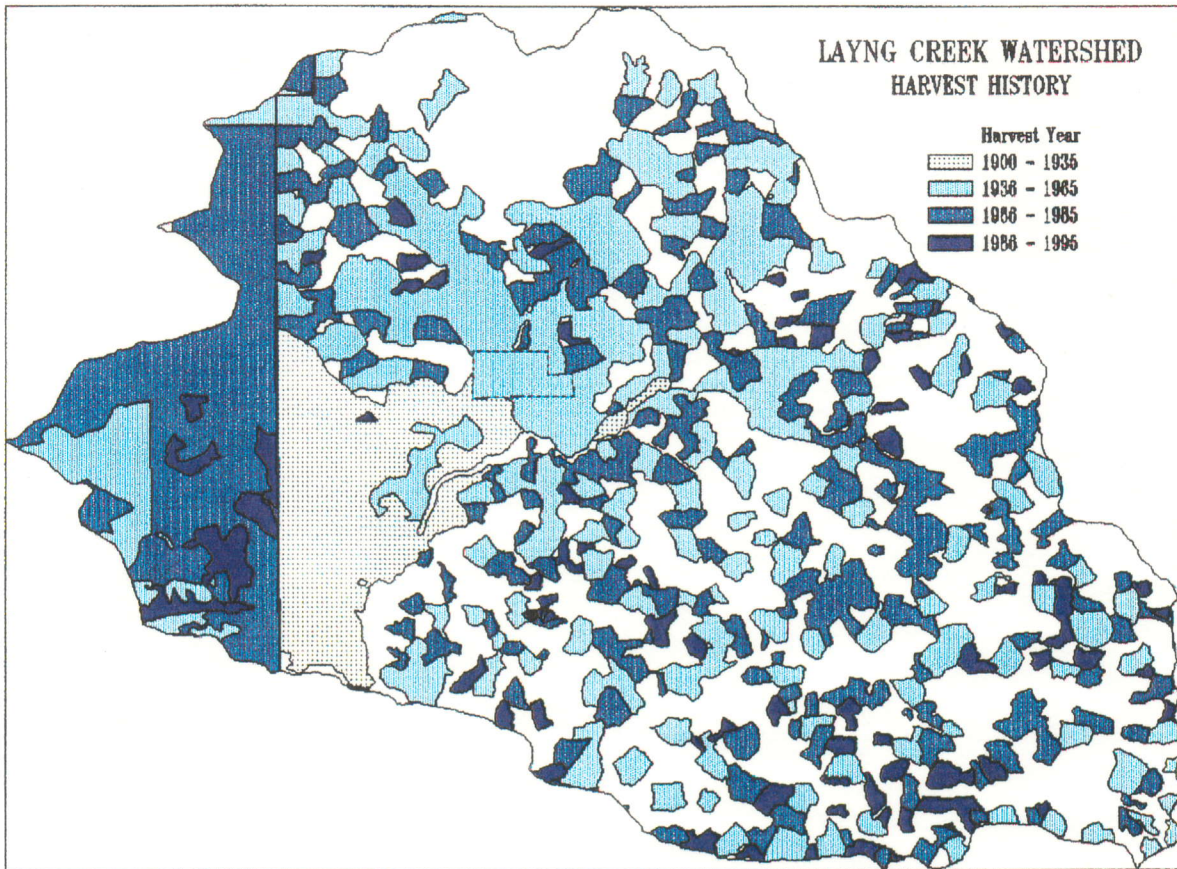 LAYNG CREEK WATERSHED
HARVEST HISTORY
Harvest Year
1900 - 1935
1936 - 1965
1966 - 1985
1986 - 1995